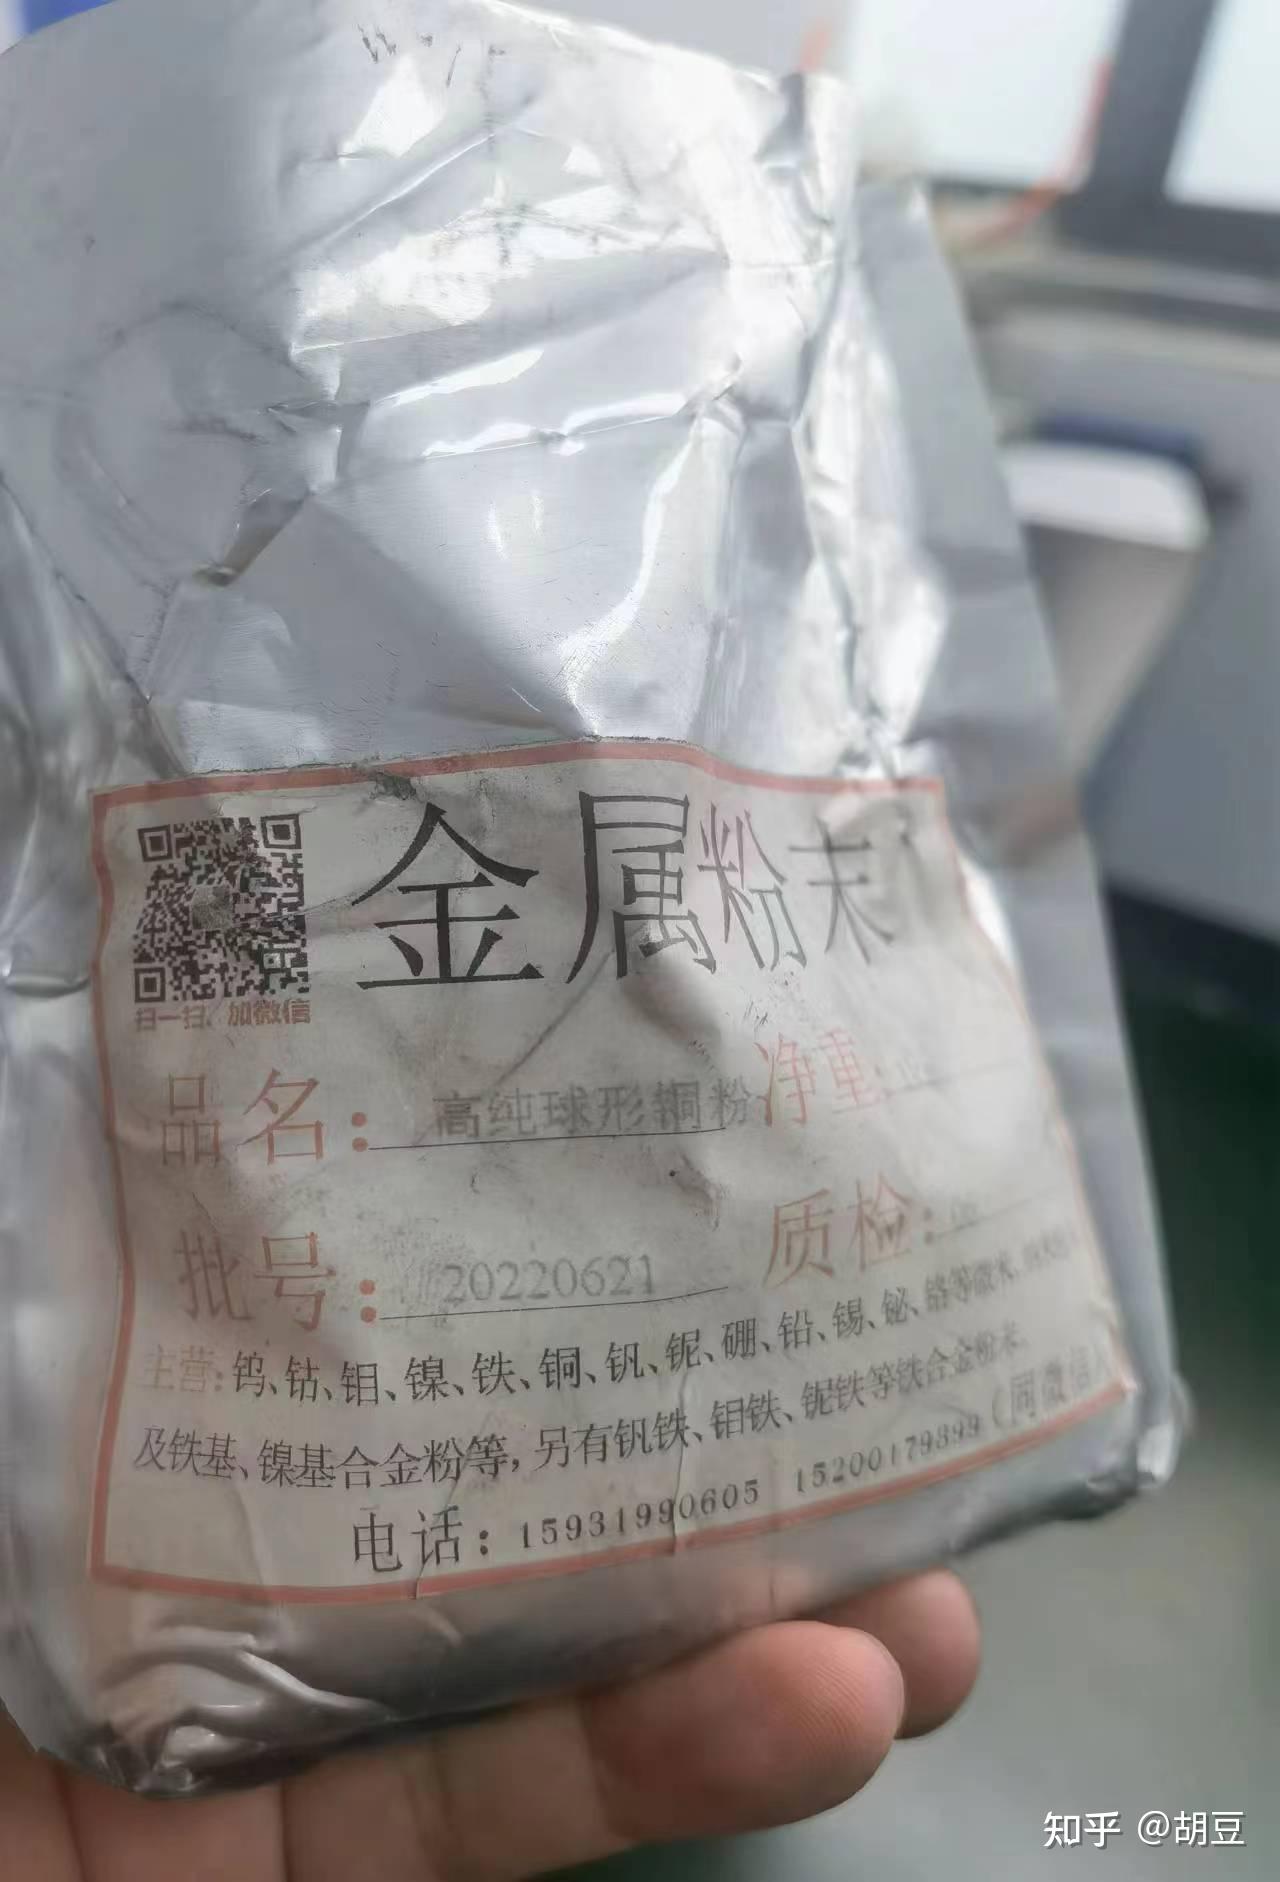 金属粉末
扫一扫，加微信
品名：高纯球形铜粉 净重：
批号：20220621 质检：
主营：钨、钴、钼、镍、铁、铜、钒、铌、硼、铅、锡、铋、铬等微米、
及铁基、镍基合金粉等，另有钒铁、钼铁、铌铁等铁合金粉末。
电话：15931990605 15200179399（同微信）
知乎 @胡豆